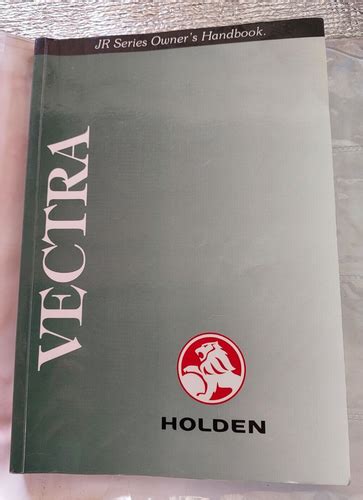 JR Series Owner's Handbook.
VECTRA
HOLDEN